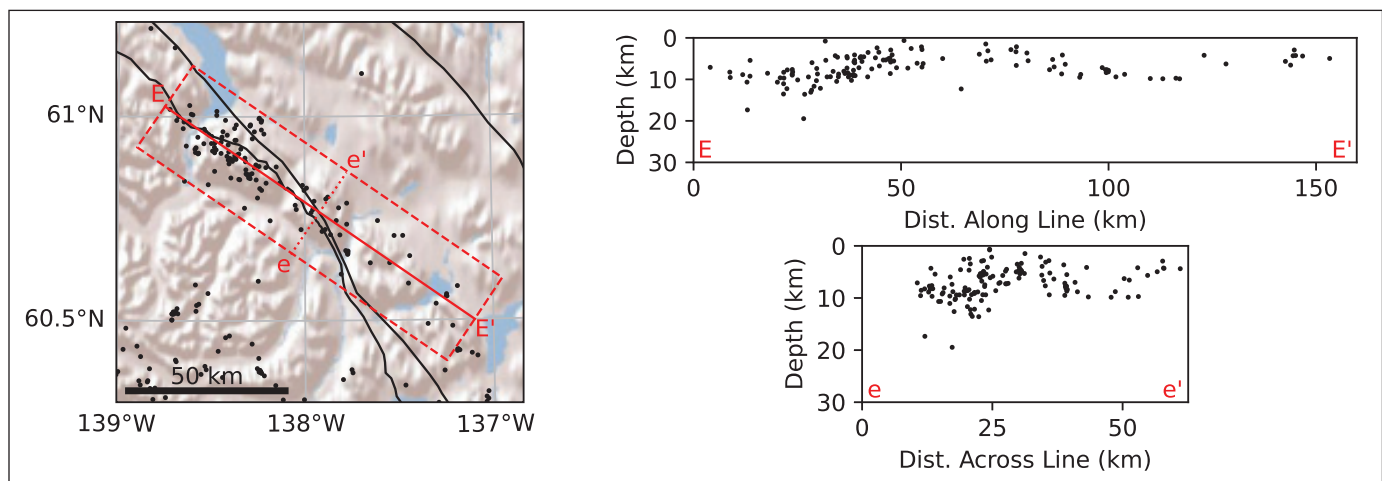 61°N
60.5°N
139°W
138°W
137°W
E
e'
e
E'
50 km
0
10
20
30
Depth (km)
E
E'
0
50
100
150
Dist. Along Line (km)
0
10
20
30
Depth (km)
e
e'
0
25
50
Dist. Across Line (km)